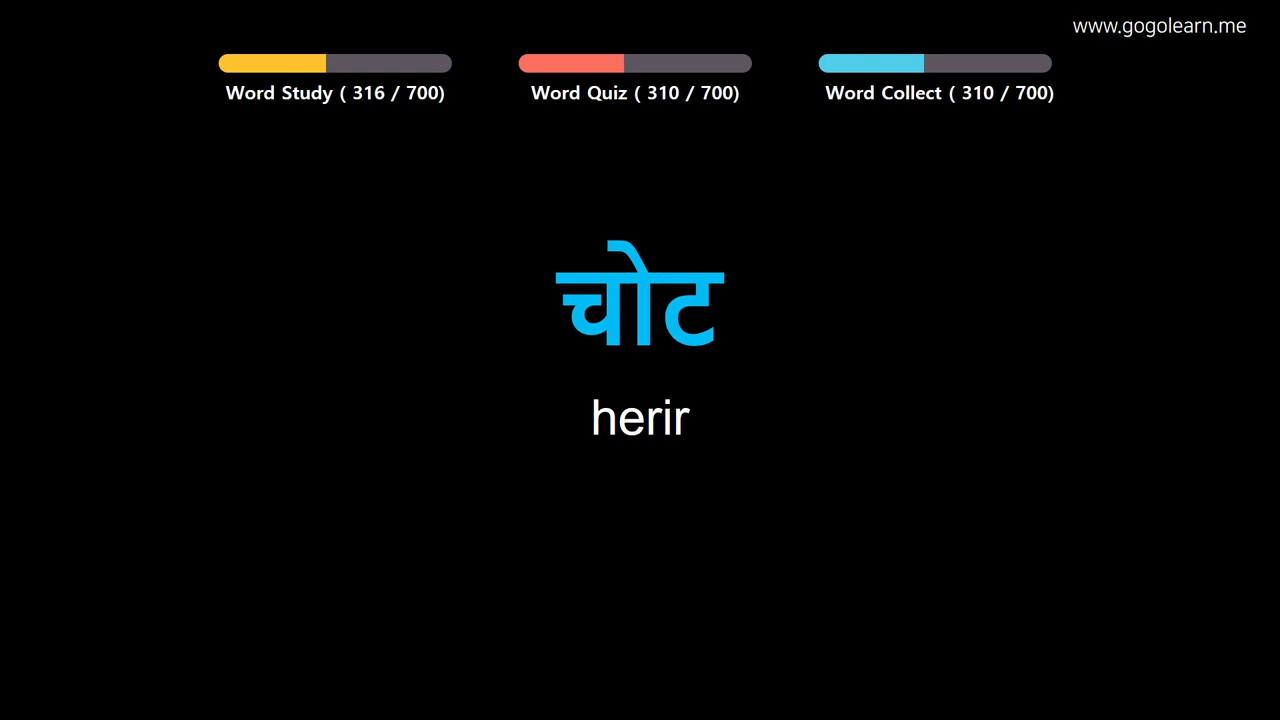 www.gogolearn.me
Word Study ( 316 / 700)
Word Quiz ( 310 / 700)
Word Collect ( 310 / 700)
चोट
herir